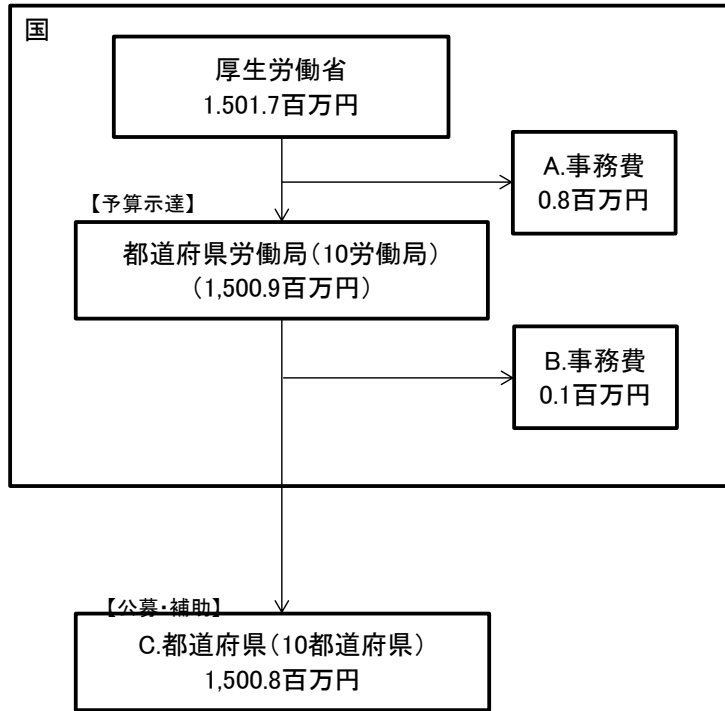 国
厚生労働省
1.501.7百万円
A.事務費
0.8百万円
【予算示達】
都道府県労働局(10労働局)
(1,500.9百万円)
B.事務費
0.1百万円
【公募・補助】
C.都道府県(10都道府県)
1,500.8百万円